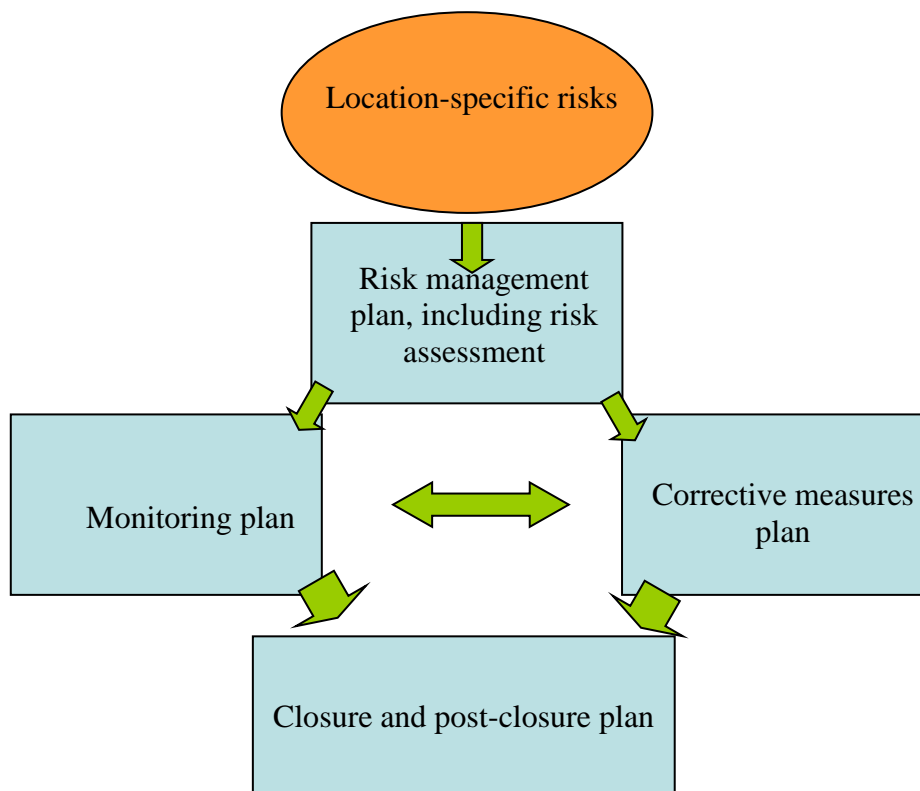 Location-specific risks
Risk management
plan, including risk
assessment
Monitoring plan
Corrective measures
plan
Closure and post-closure plan